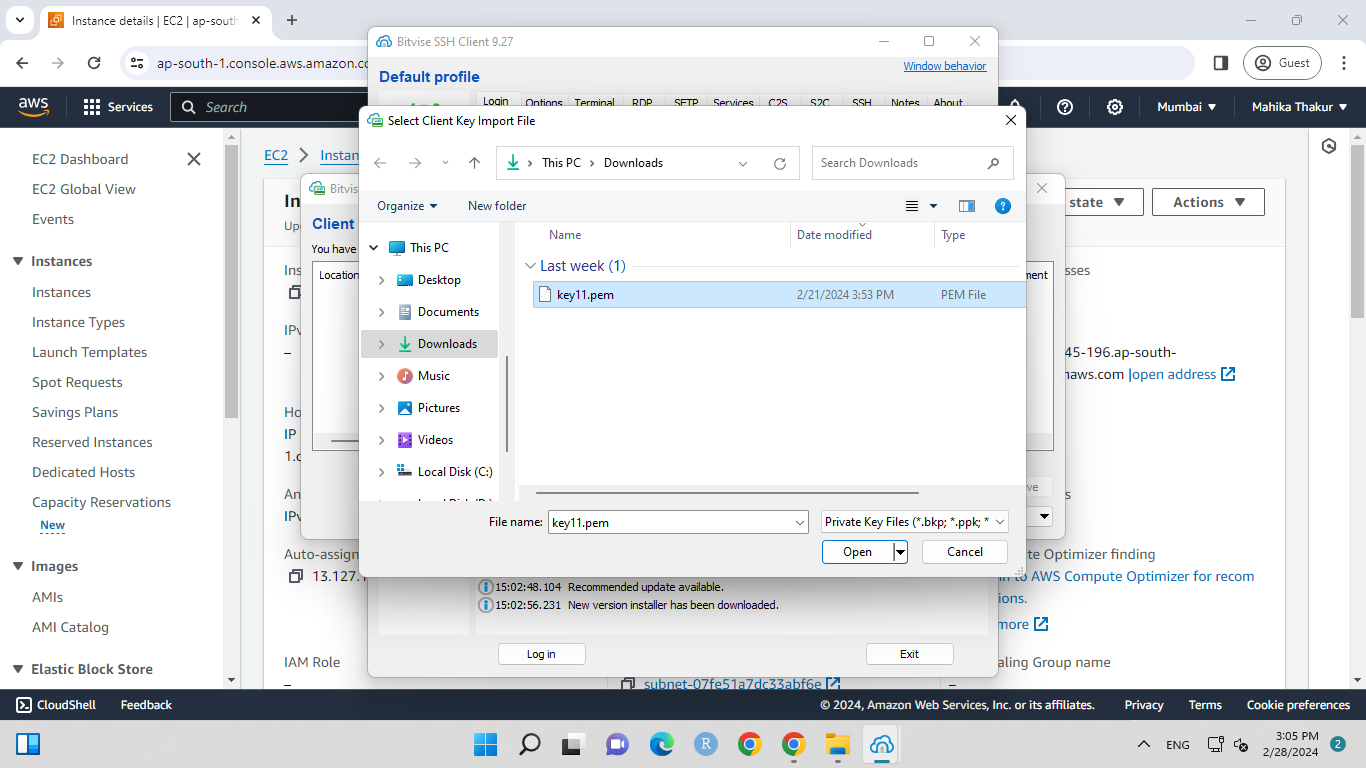 Instance details | EC2 | ap-south
ap-south-1.console.aws.amazon.co
Guest
aws
Services
Search
Mumbai
Mahika Thakur
EC2 Dashboard
EC2 Global View
Events
Instances
Instances
Instance Types
Launch Templates
Spot Requests
Savings Plans
Reserved Instances
Dedicated Hosts
Capacity Reservations
New
Images
AMIs
AMI Catalog
Elastic Block Store
EC2
Instan
state
Actions
In
Upd
Ins
esses
IPv
–
45-196.ap-south-
naws.com |open address
Ho
IP
1.c
An
IPv
s
Auto-assign
13.127.1
te Optimizer finding
in to AWS Compute Optimizer for recom
ions.
more
IAM Role
–
subnet-07fe51a7dc33abf6e
aling Group name
–
Bitvise SSH Client 9.27
Default profile
Window behavior
Login
Options
Terminal
RDP
SFTP
Services
C2S
S2C
SSH
Notes
About
Bitvis
Client
You have
Location
ment
ve
Select Client Key Import File
This PC
Downloads
Search Downloads
Organize
New folder
This PC
Desktop
Documents
Downloads
Music
Pictures
Videos
Local Disk (C:)
Name
Date modified
Type
Last week (1)
key11.pem
2/21/2024 3:53 PM
PEM File
File name:
key11.pem
Private Key Files (*.bkp; *.ppk; *
Open
Cancel
15:02:48.104 Recommended update available.
15:02:56.231 New version installer has been downloaded.
Log in
Exit
CloudShell
Feedback
© 2024, Amazon Web Services, Inc. or its affiliates.
Privacy
Terms
Cookie preferences
R
ENG
3:05 PM
2/28/2024
2